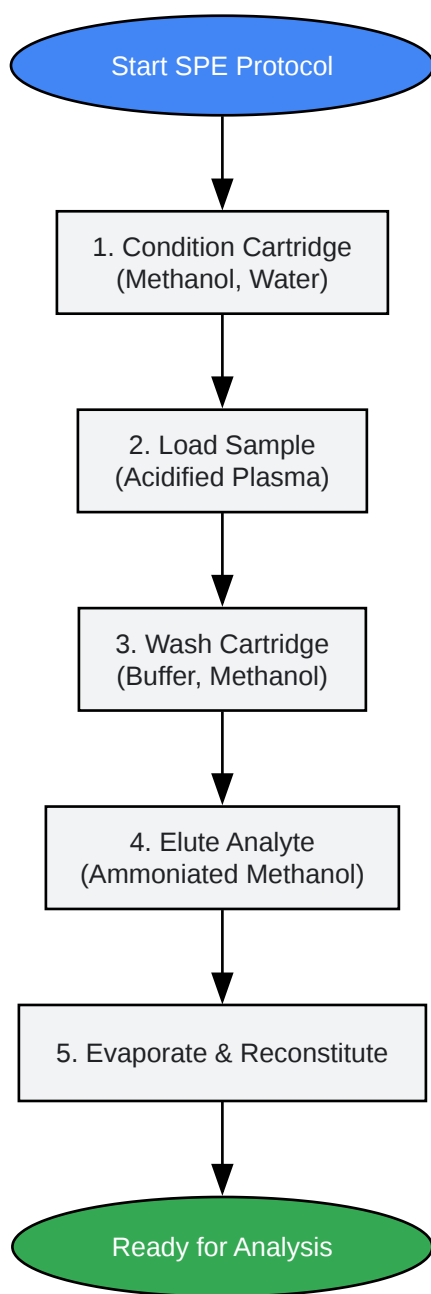 Start SPE Protocol
1. Condition Cartridge
(Methanol, Water)
2. Load Sample
(Acidified Plasma)
3. Wash Cartridge
(Buffer, Methanol)
4. Elute Analyte
(Ammoniated Methanol)
5. Evaporate & Reconstitute
Ready for Analysis